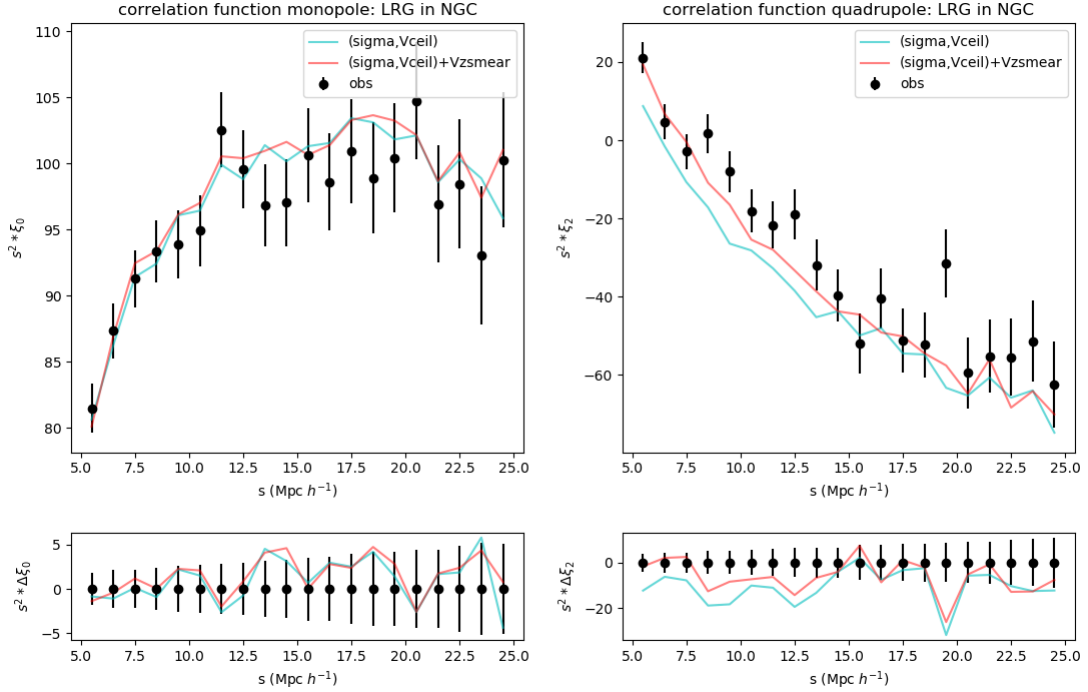 correlation function monopole: LRG in NGC
110
105
100
95
90
85
80
s² * ξ₀
(sigma,Vceil)
(sigma,Vceil)+Vzsmear
obs
5.0 7.5 10.0 12.5 15.0 17.5 20.0 22.5 25.0
s (Mpc h⁻¹)
correlation function quadrupole: LRG in NGC
20
0
−20
−40
−60
s² * ξ₂
(sigma,Vceil)
(sigma,Vceil)+Vzsmear
obs
5.0 7.5 10.0 12.5 15.0 17.5 20.0 22.5 25.0
s (Mpc h⁻¹)
5
0
−5
s² * Δξ₀
5.0 7.5 10.0 12.5 15.0 17.5 20.0 22.5 25.0
s (Mpc h⁻¹)
0
−20
s² * Δξ₂
5.0 7.5 10.0 12.5 15.0 17.5 20.0 22.5 25.0
s (Mpc h⁻¹)